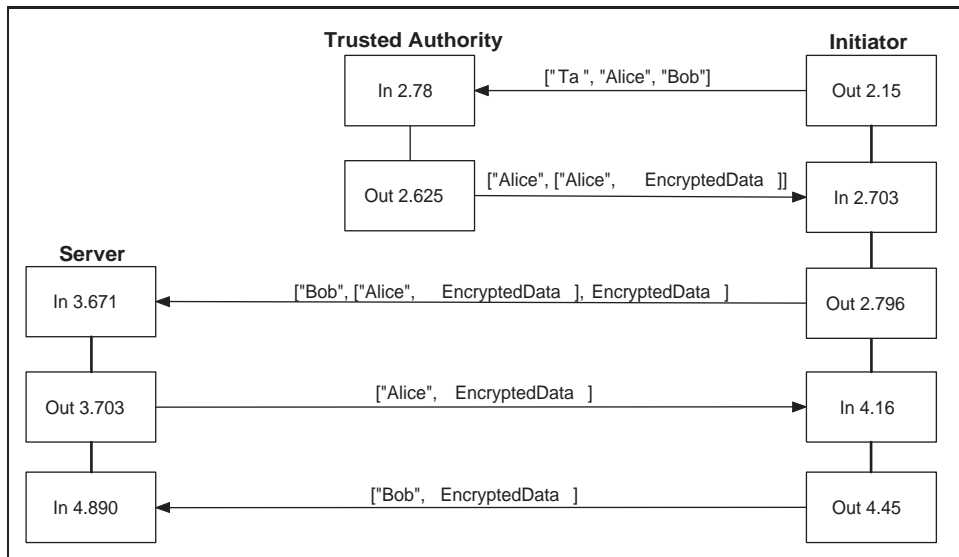 Trusted Authority
Initiator
In 2.78
["Ta", "Alice", "Bob"]
Out 2.15
Out 2.625
["Alice", ["Alice", EncryptedData ]]
In 2.703
Server
In 3.671
["Bob", ["Alice", EncryptedData ], EncryptedData ]
Out 2.796
Out 3.703
["Alice", EncryptedData ]
In 4.16
In 4.890
["Bob", EncryptedData ]
Out 4.45